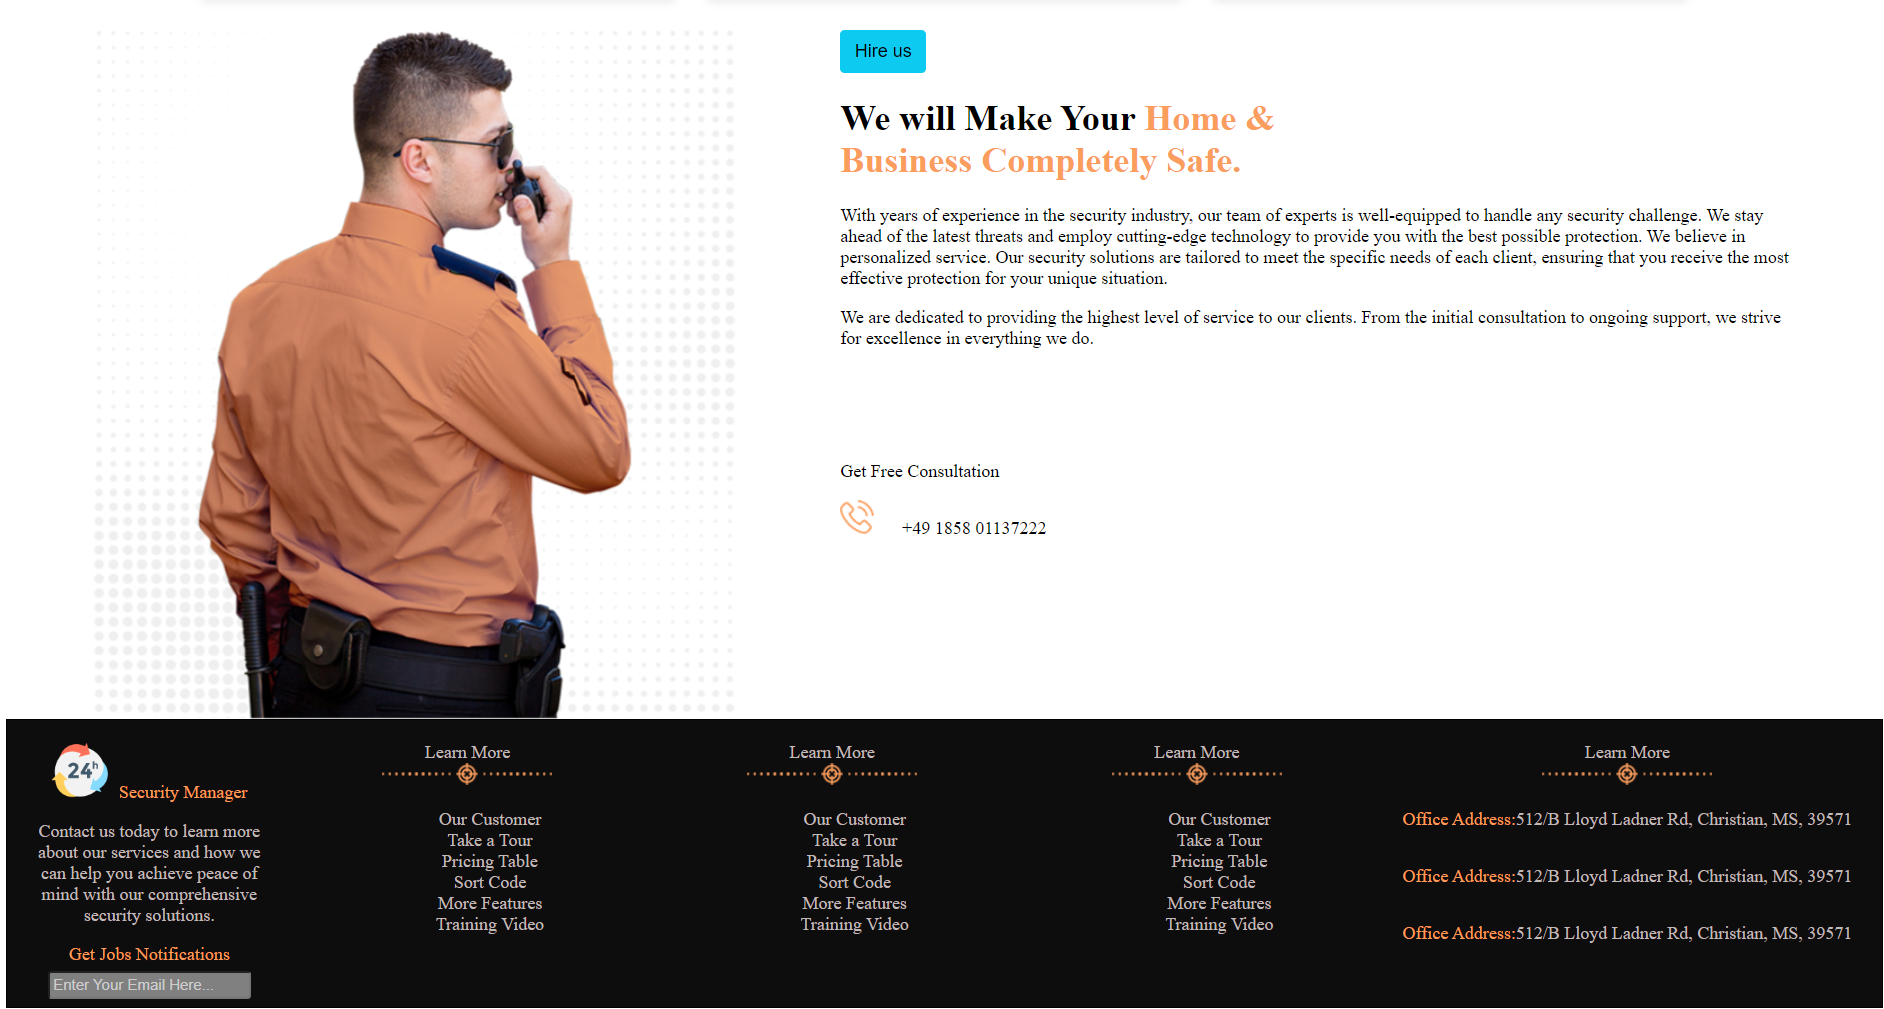 Hire us
We will Make Your Home &
Business Completely Safe.
With years of experience in the security industry, our team of experts is well-equipped to handle any security challenge. We stay
ahead of the latest threats and employ cutting-edge technology to provide you with the best possible protection. We believe in
personalized service. Our security solutions are tailored to meet the specific needs of each client, ensuring that you receive the most
effective protection for your unique situation.
We are dedicated to providing the highest level of service to our clients. From the initial consultation to ongoing support, we strive
for excellence in everything we do.
Get Free Consultation
+49 1858 01137222
24h
Security Manager
Contact us today to learn more
about our services and how we
can help you achieve peace of
mind with our comprehensive
security solutions.
Get Jobs Notifications
Enter Your Email Here...
Learn More
Our Customer
Take a Tour
Pricing Table
Sort Code
More Features
Training Video
Learn More
Our Customer
Take a Tour
Pricing Table
Sort Code
More Features
Training Video
Learn More
Our Customer
Take a Tour
Pricing Table
Sort Code
More Features
Training Video
Learn More
Office Address:512/B Lloyd Ladner Rd, Christian, MS, 39571
Office Address:512/B Lloyd Ladner Rd, Christian, MS, 39571
Office Address:512/B Lloyd Ladner Rd, Christian, MS, 39571